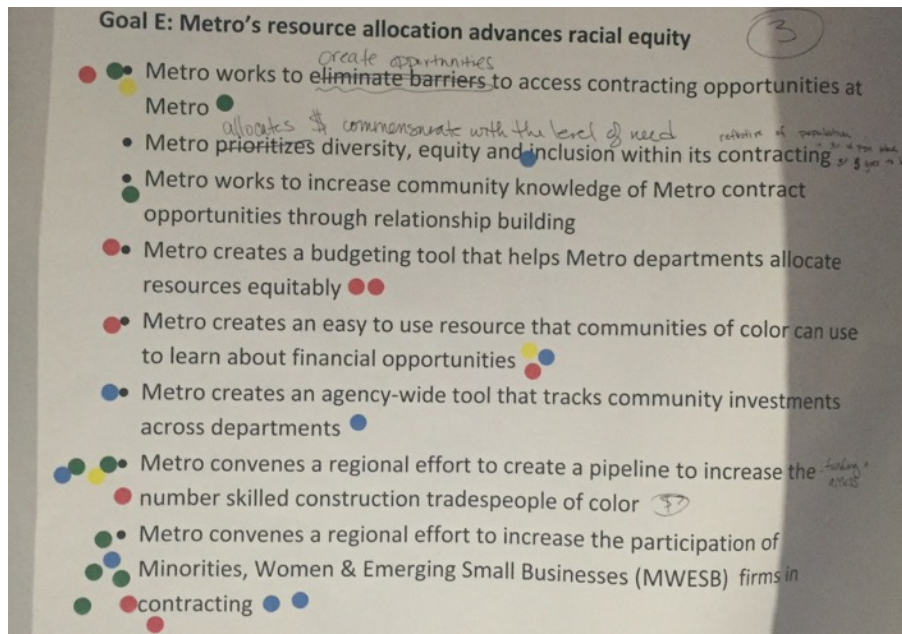 Goal E: Metro's resource allocation advances racial equity
3
create opportunities
• Metro works to eliminate barriers to access contracting opportunities at
Metro
allocates $ commensurate with the level of need
reflective of population
• Metro prioritizes diversity, equity and inclusion within its contracting
• Metro works to increase community knowledge of Metro contract
opportunities through relationship building
• Metro creates a budgeting tool that helps Metro departments allocate
resources equitably
• Metro creates an easy to use resource that communities of color can use
to learn about financial opportunities
• Metro creates an agency-wide tool that tracks community investments
across departments
• Metro convenes a regional effort to create a pipeline to increase the
number skilled construction tradespeople of color
• Metro convenes a regional effort to increase the participation of
Minorities, Women & Emerging Small Businesses (MWESB) firms in
contracting